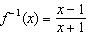 f⁻¹(x) = (x − 1)/(x + 1)